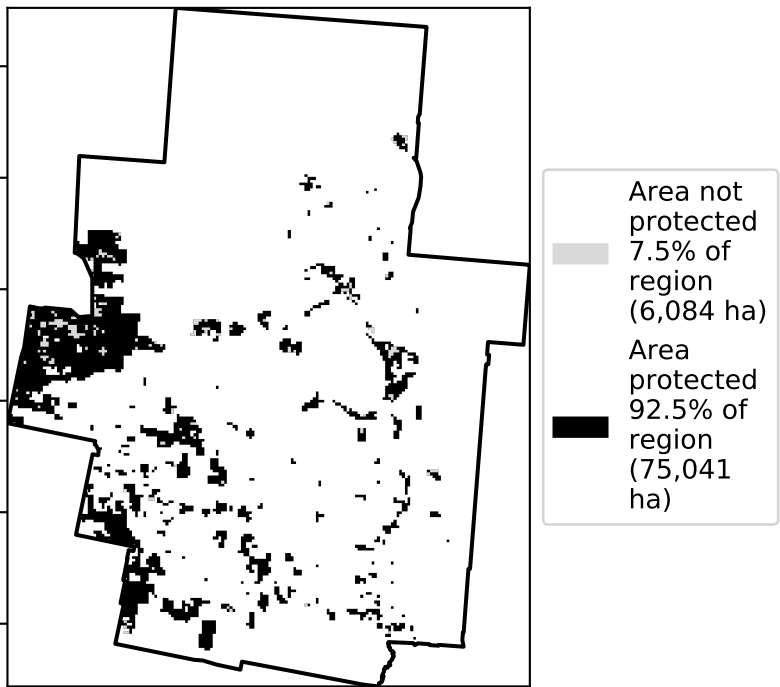 Area not
protected
7.5% of
region
(6,084 ha)
Area
protected
92.5% of
region
(75,041
ha)